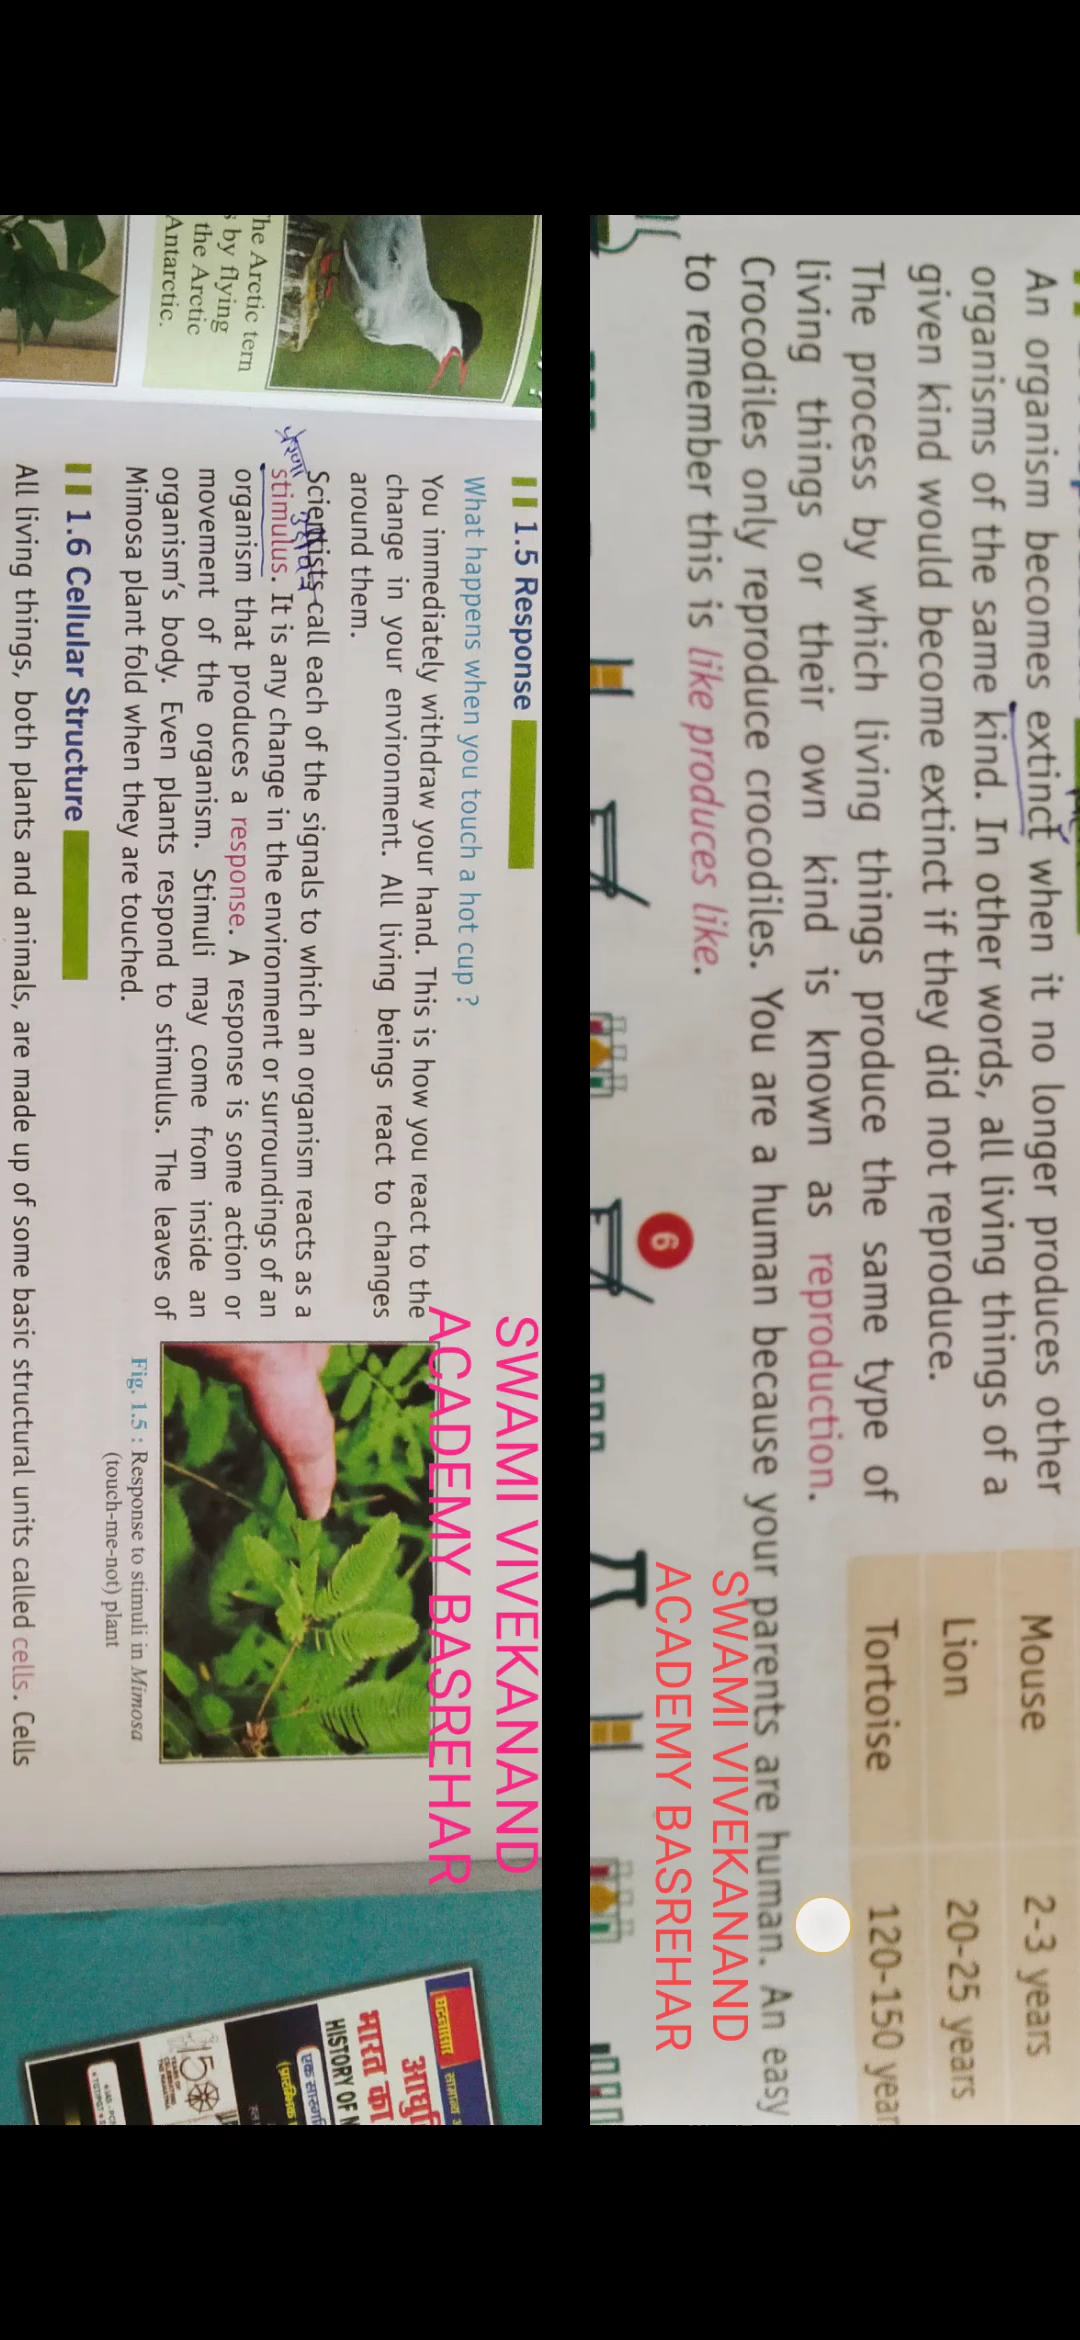 An organism becomes extinct when it no longer produces other
organisms of the same kind. In other words, all living things of a
given kind would become extinct if they did not reproduce.
The process by which living things produce the same type of
living things or their own kind is known as reproduction.
Crocodiles only reproduce crocodiles. You are a human because your parents are human. An easy
to remember this is like produces like.
Mouse 2-3 years
Lion 20-25 years
Tortoise 120-150 year
6
SWAMI VIVEKANAND
ACADEMY BASREHAR
he Arctic tern
s by flying
the Arctic
Antarctic.
1.5 Response
What happens when you touch a hot cup ?
You immediately withdraw your hand. This is how you react to the
change in your environment. All living beings react to changes
around them.
Scientists call each of the signals to which an organism reacts as a
stimulus. It is any change in the environment or surroundings of an
organism that produces a response. A response is some action or
movement of the organism. Stimuli may come from inside an
organism's body. Even plants respond to stimulus. The leaves of
Mimosa plant fold when they are touched.
Fig. 1.5 : Response to stimuli in Mimosa
(touch-me-not) plant
1.6 Cellular Structure
All living things, both plants and animals, are made up of some basic structural units called cells. Cells
SWAMI VIVEKANAND
ACADEMY BASREHAR
घटनासार
भारत का
HISTORY OF